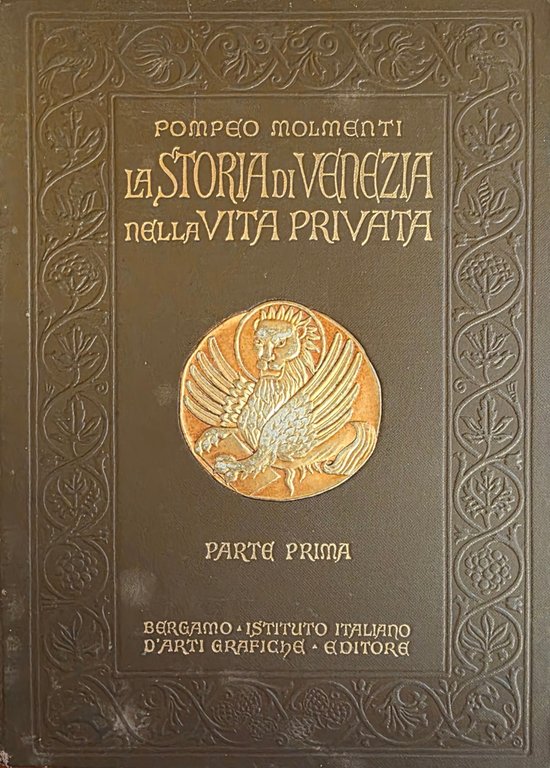 POMPEO MOLMENTI
LA STORIA DI VENEZIA
NELLA VITA PRIVATA
PARTE PRIMA
BERGAMO · ISTITUTO ITALIANO
D'ARTI GRAFICHE · EDITORE